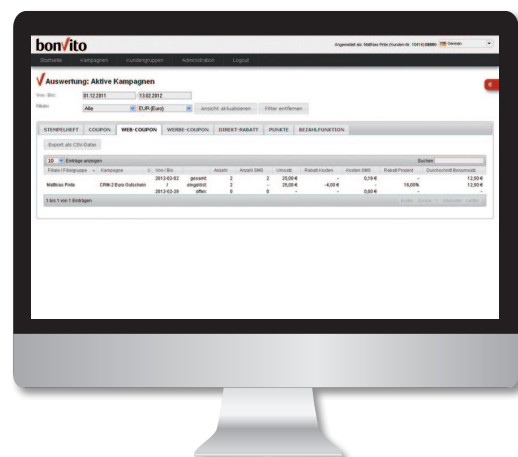 bonvito
Angemeldet als: Matthias Pinte (Kunden-Nr. 10414) German
Startseite Kampagnen Kundengruppen Administration Logout
Auswertung: Aktive Kampagnen
Von - Bis: 01.12.2011 - 13.02.2012
Filiale: Alle EUR (Euro) Ansicht aktualisieren Filter entfernen
STEMPELHEFT COUPON WEB-COUPON WERBE-COUPON DIREKT-RABATT PUNKTE BEZAHLFUNKTION
Export als CSV-Datei
10 Einträge anzeigen Suchen:
Filiale / Filialgruppe Kampagne Von / Bis Anzahl Anzahl SMS Umsatz Rabatt Kosten Kosten SMS Rabatt Prozent Durchschnitt Bonumsatz
2012-02-02 gesamt 2 2 25,00 € - 0,16 € - 12,50 €
Matthias Pinte CRM-2 Euro Gutschein / eingelöst 2 - 25,00 € -4,00 € - 16,00% 12,50 €
2012-02-28 offen 0 0 - - 0,00 € - -
1 bis 1 von 1 Einträgen